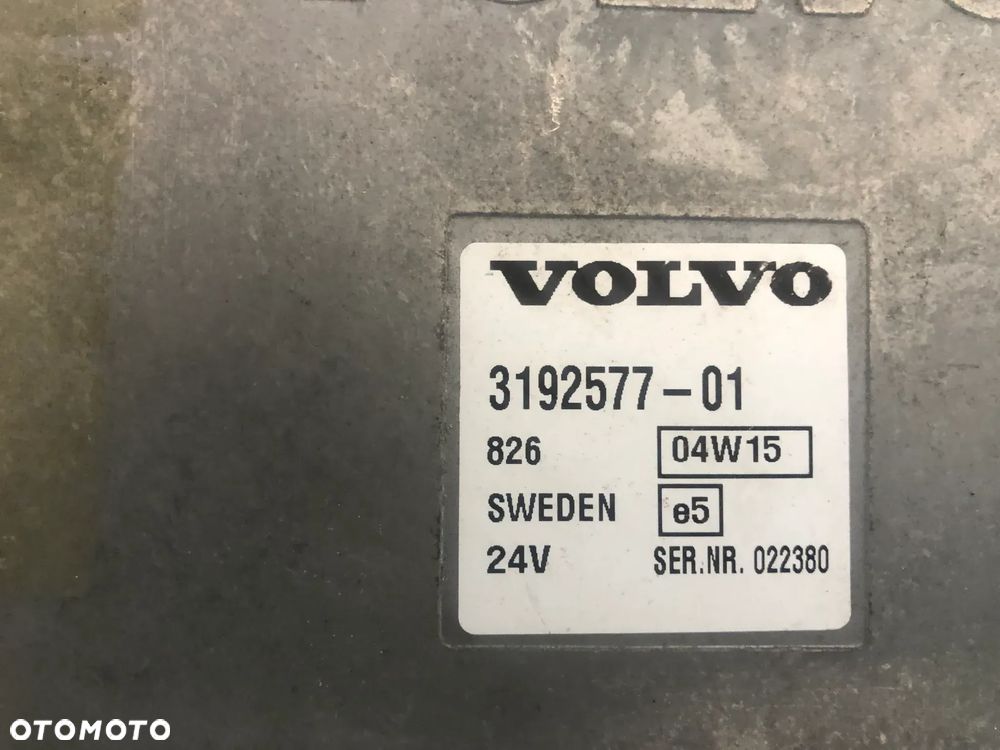 VOLVO
3192577-01
826 04W15
SWEDEN e5
24V SER.NR. 022380
OTOMOTO